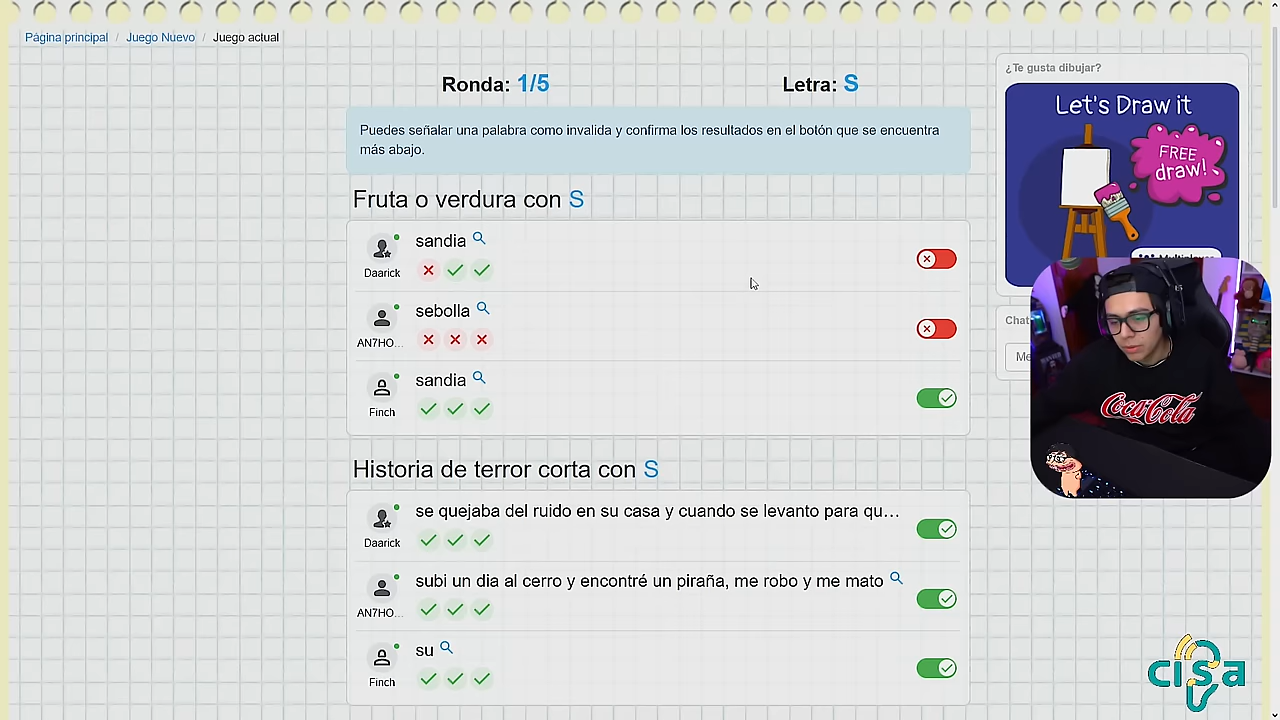 Página principal / Juego Nuevo / Juego actual
Ronda: 1/5
Letra: S
Puedes señalar una palabra como invalida y confirma los resultados en el botón que se encuentra
más abajo.
Fruta o verdura con S
sandia
Daarick
sebolla
AN7HO...
sandia
Finch
Historia de terror corta con S
se quejaba del ruido en su casa y cuando se levanto para qu...
Daarick
subi un dia al cerro y encontré un piraña, me robo y me mato
AN7HO...
su
Finch
¿Te gusta dibujar?
Let's Draw it
FREE
draw!
Chat
Me
Coca-Cola
cisa